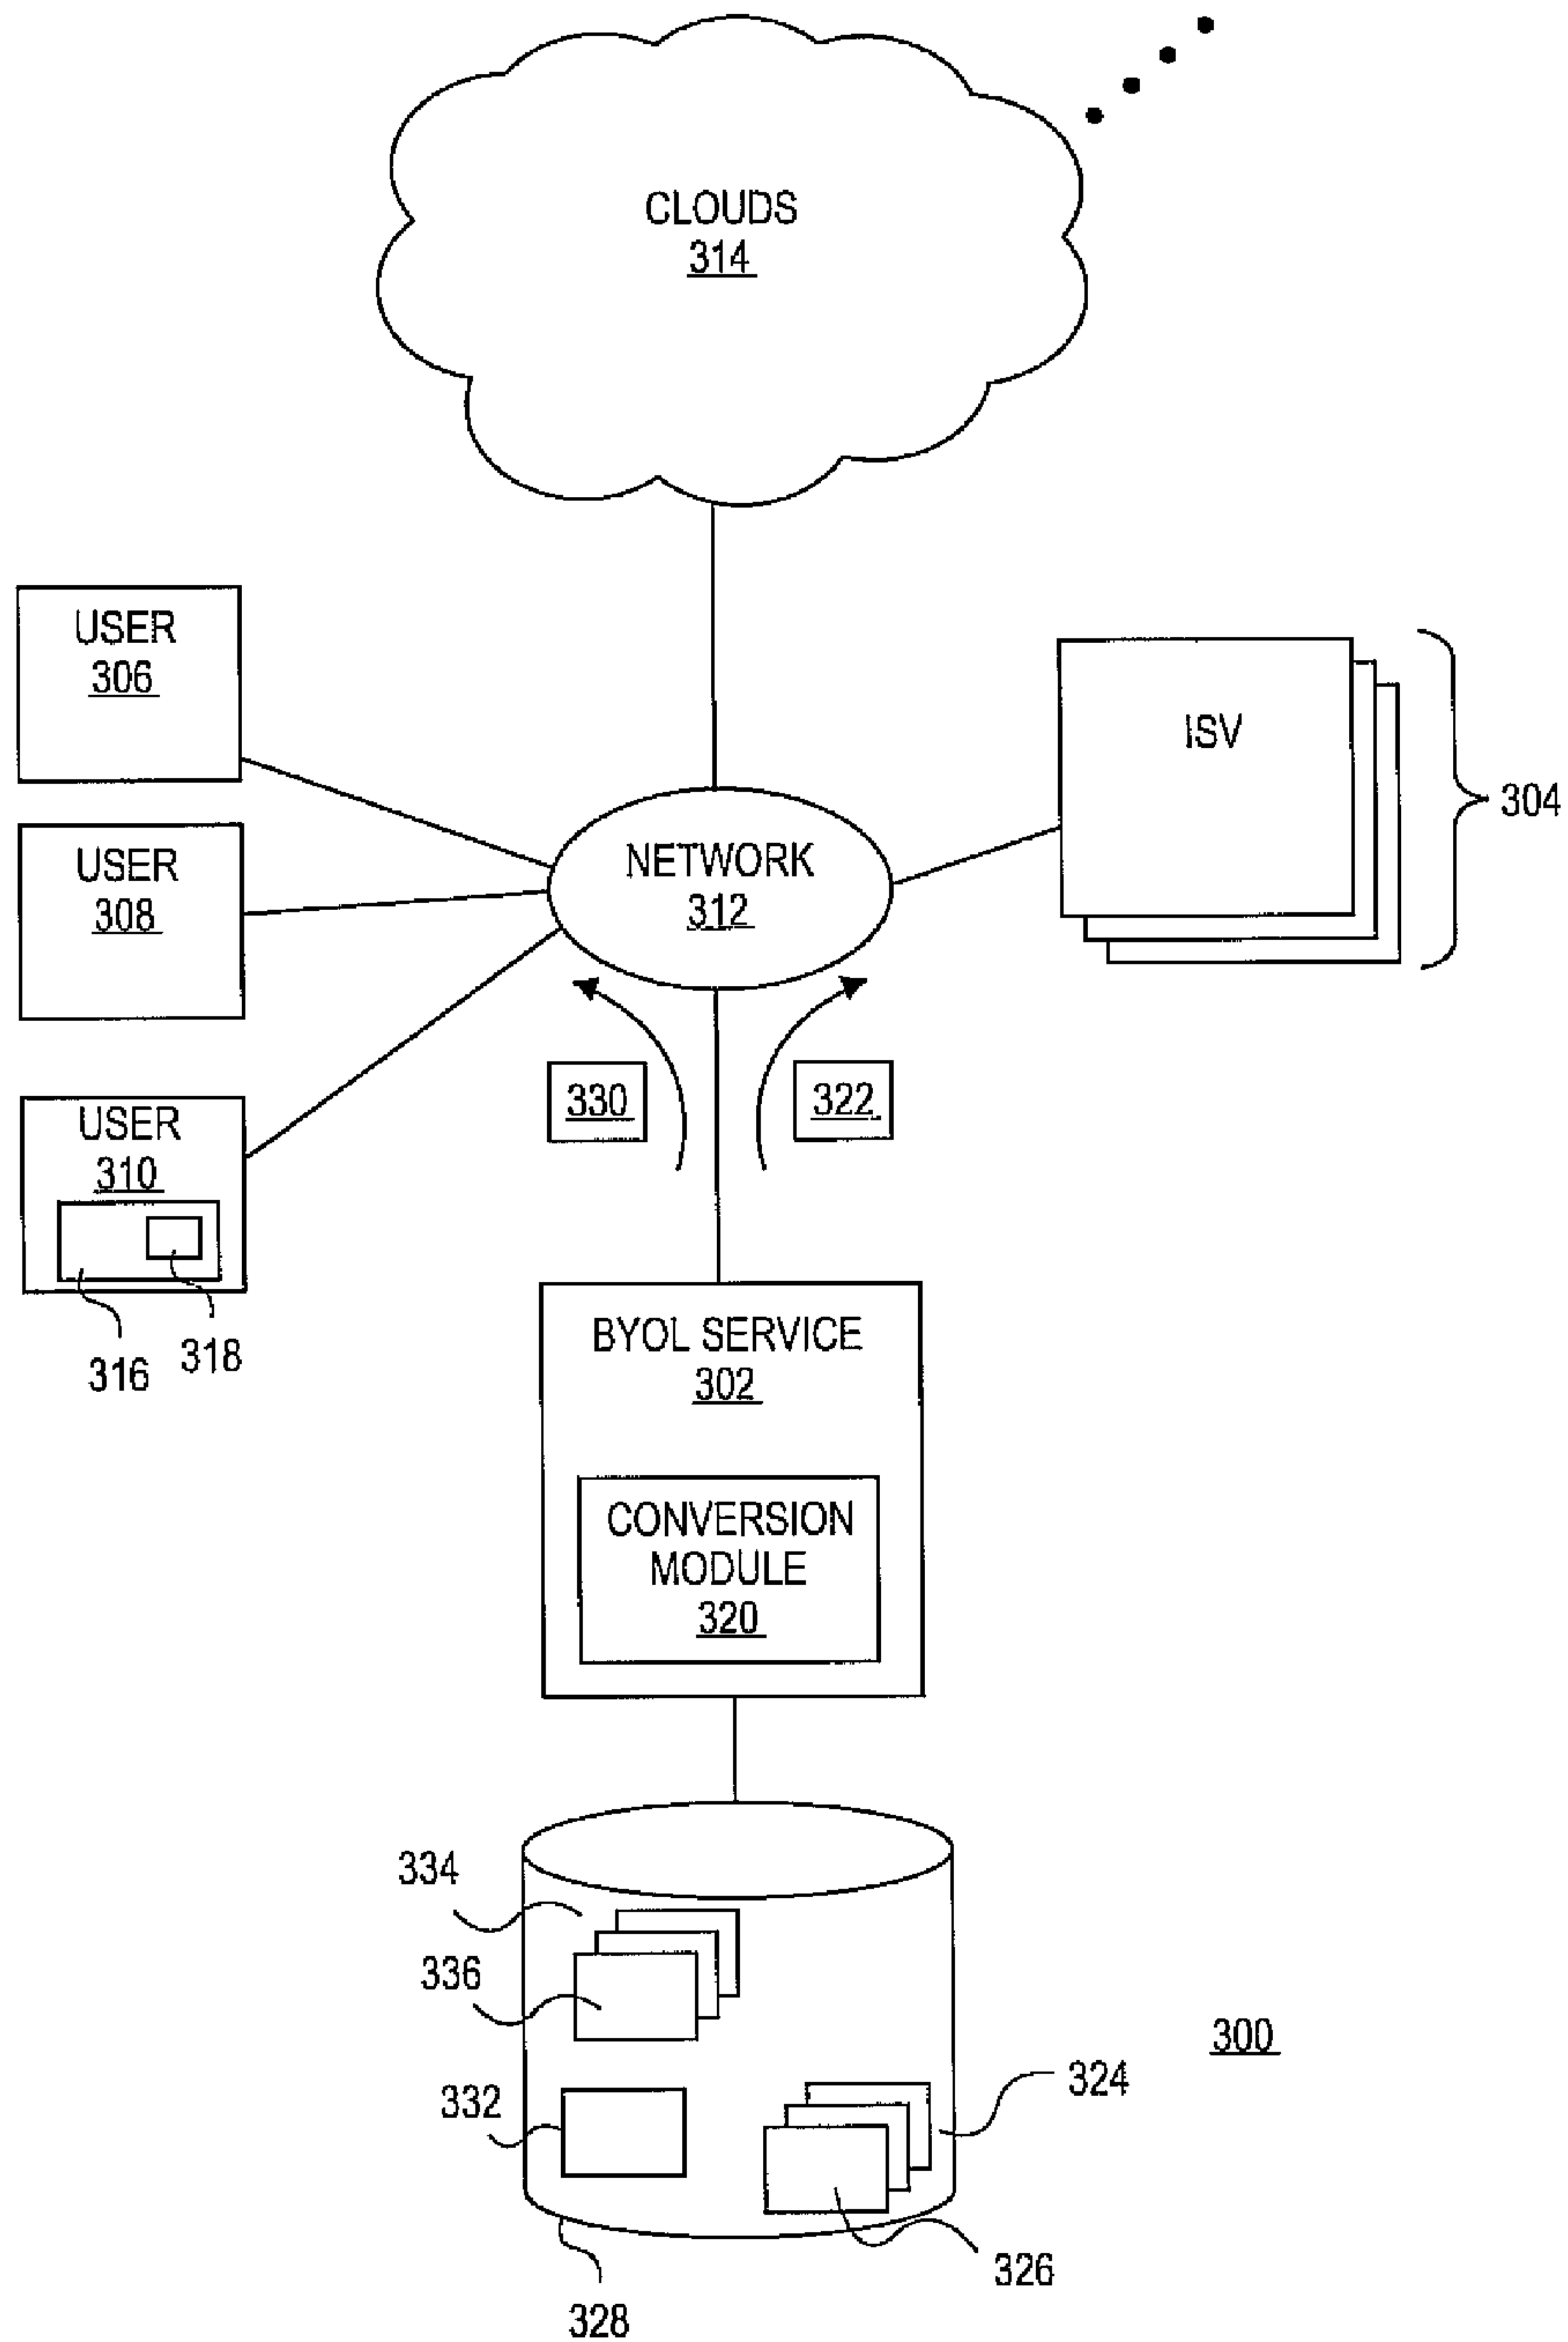 CLOUDS
314
USER
306
ISV
304
USER
308
NETWORK
312
330
322
USER
310
316
318
BYOL SERVICE
302
CONVERSION
MODULE
320
334
336
332
300
324
326
328